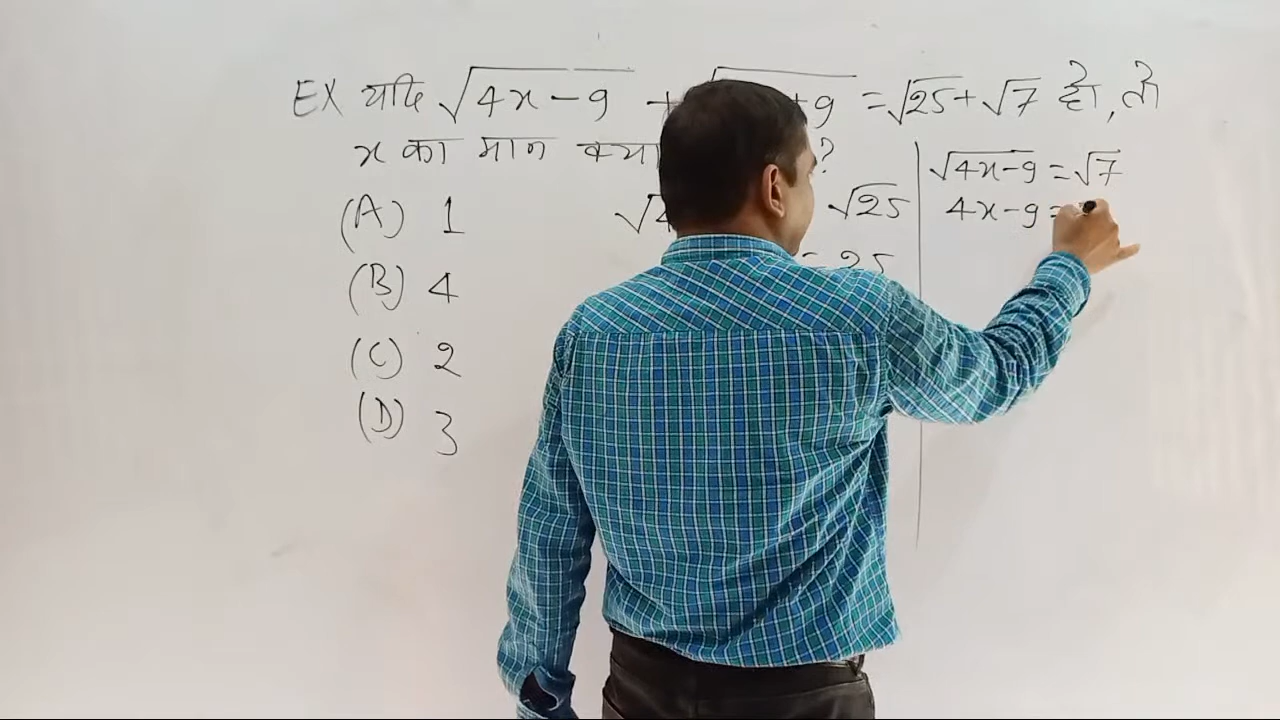 EX यदि √4x-9 + √ +9 = √25 + √7 हो, तो
x का मान क्या ?
(A) 1
(B) 4
(C) 2
(D) 3
√4 √25
= 25
√4x-9 = √7
4x-9 =